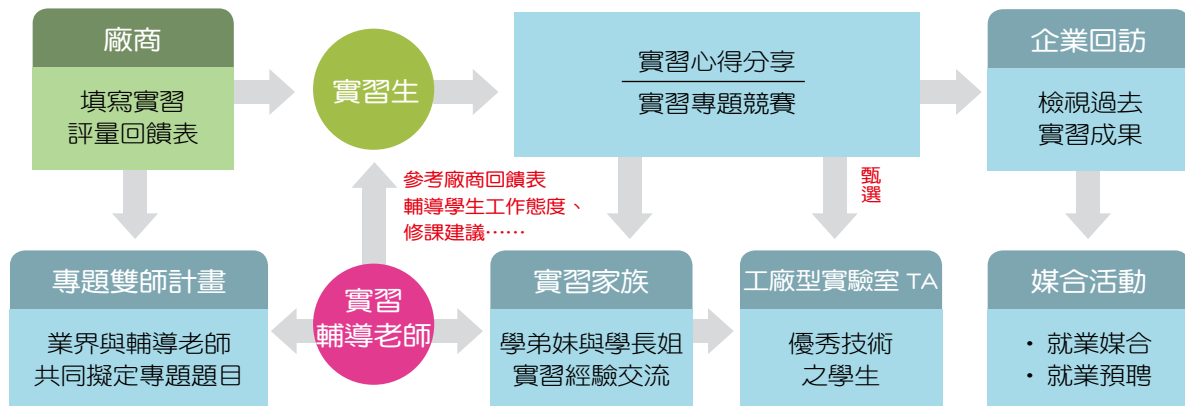 廠商
填寫實習
評量回饋表
實習生
實習心得分享
實習專題競賽
企業回訪
檢視過去
實習成果
參考廠商回饋表
輔導學生工作態度、
修課建議……
甄選
專題雙師計畫
業界與輔導老師
共同擬定專題題目
實習
輔導老師
實習家族
學弟妹與學長姐
實習經驗交流
工廠型實驗室 TA
優秀技術
之學生
媒合活動
・就業媒合
・就業預聘